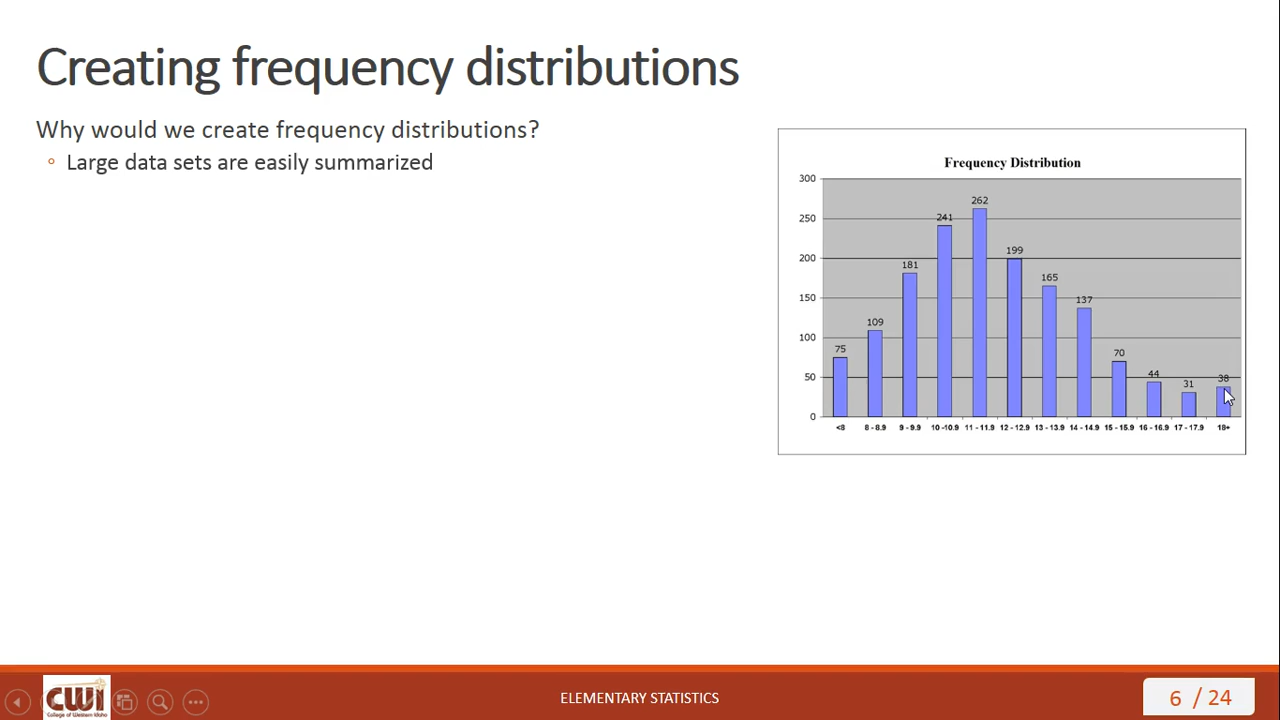 Creating frequency distributions
Why would we create frequency distributions?
◦ Large data sets are easily summarized
Frequency Distribution
300
250
200
150
100
50
0
75
109
181
241
262
199
165
137
70
44
31
38
<8
8 - 8.9
9 - 9.9
10 -10.9
11 - 11.9
12 - 12.9
13 - 13.9
14 - 14.9
15 - 15.9
16 - 16.9
17 - 17.9
18+
CWI
College of Western Idaho
ELEMENTARY STATISTICS
6 / 24